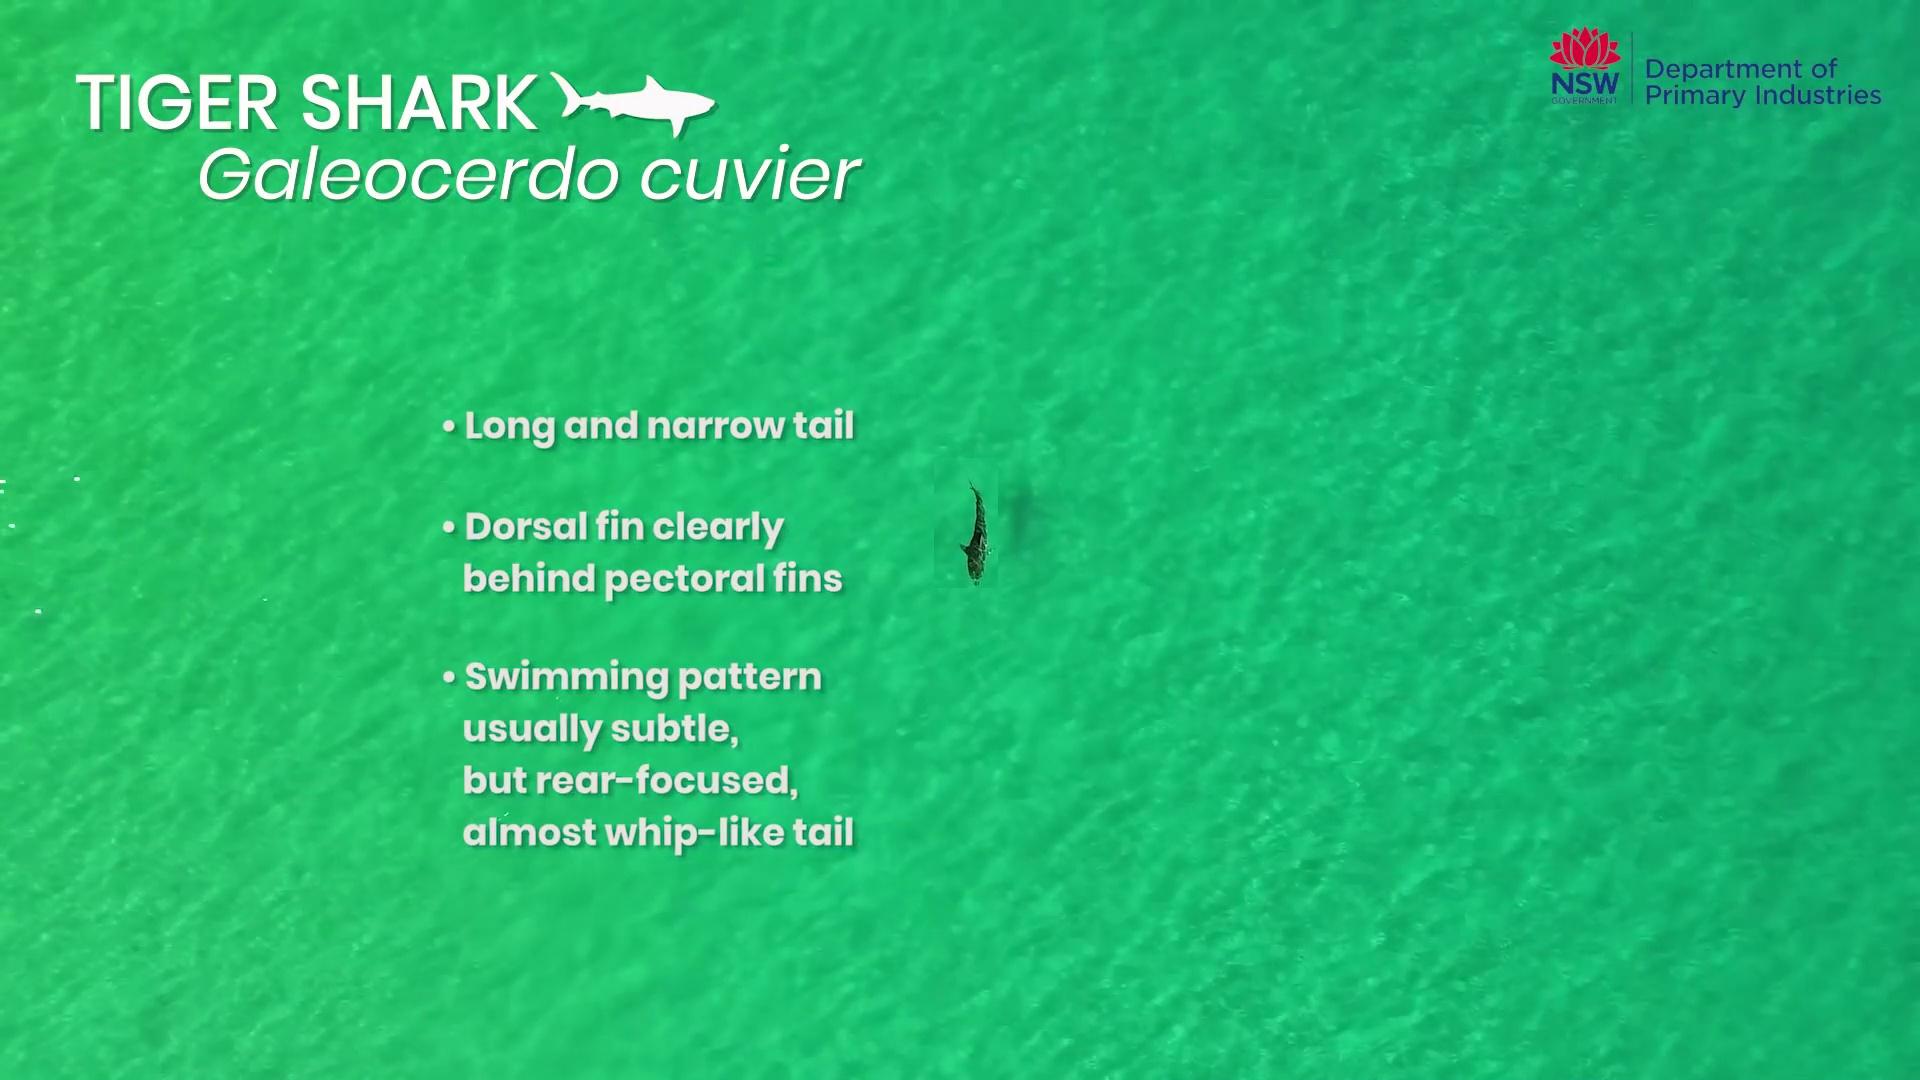 TIGER SHARK
Galeocerdo cuvier
NSW
GOVERNMENT
Department of
Primary Industries
• Long and narrow tail
• Dorsal fin clearly
behind pectoral fins
• Swimming pattern
usually subtle,
but rear-focused,
almost whip-like tail